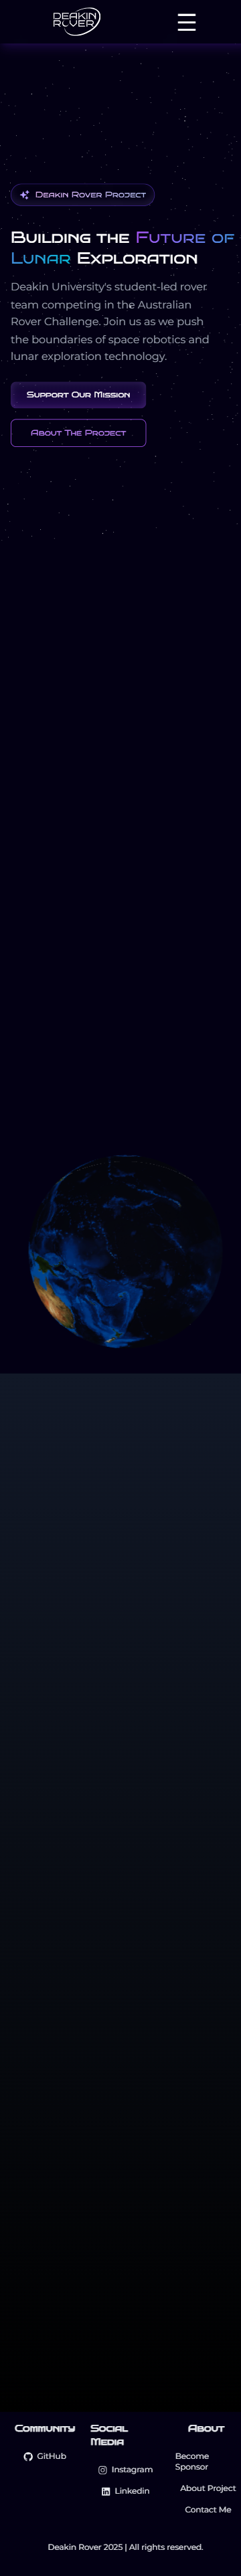 DEAKIN
ROVER
Deakin Rover Project
Building the Future of
Lunar Exploration
Deakin University's student-led rover
team competing in the Australian
Rover Challenge. Join us as we push
the boundaries of space robotics and
lunar exploration technology.
Support Our Mission
About The Project
Community
GitHub
Social
Media
Instagram
Linkedin
About
Become
Sponsor
About Project
Contact Me
Deakin Rover 2025 | All rights reserved.